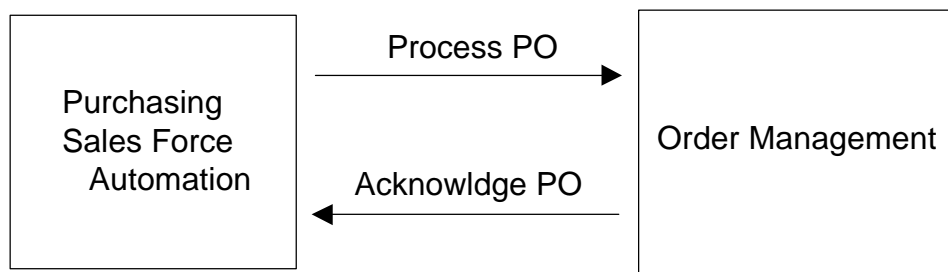 Process PO
Purchasing
Sales Force
Automation
Order Management
Acknowldge PO